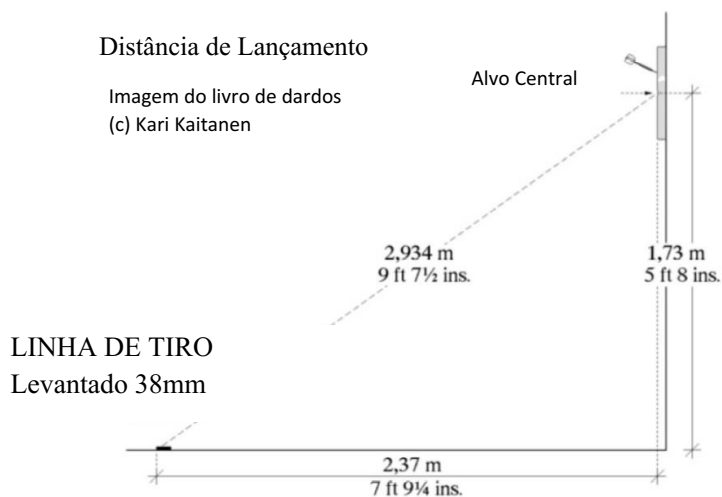 Distância de Lançamento
Imagem do livro de dardos
(c) Kari Kaitanen
Alvo Central
2,934 m
9 ft 7½ ins.
1,73 m
5 ft 8 ins.
LINHA DE TIRO
Levantado 38mm
2,37 m
7 ft 9¼ ins.